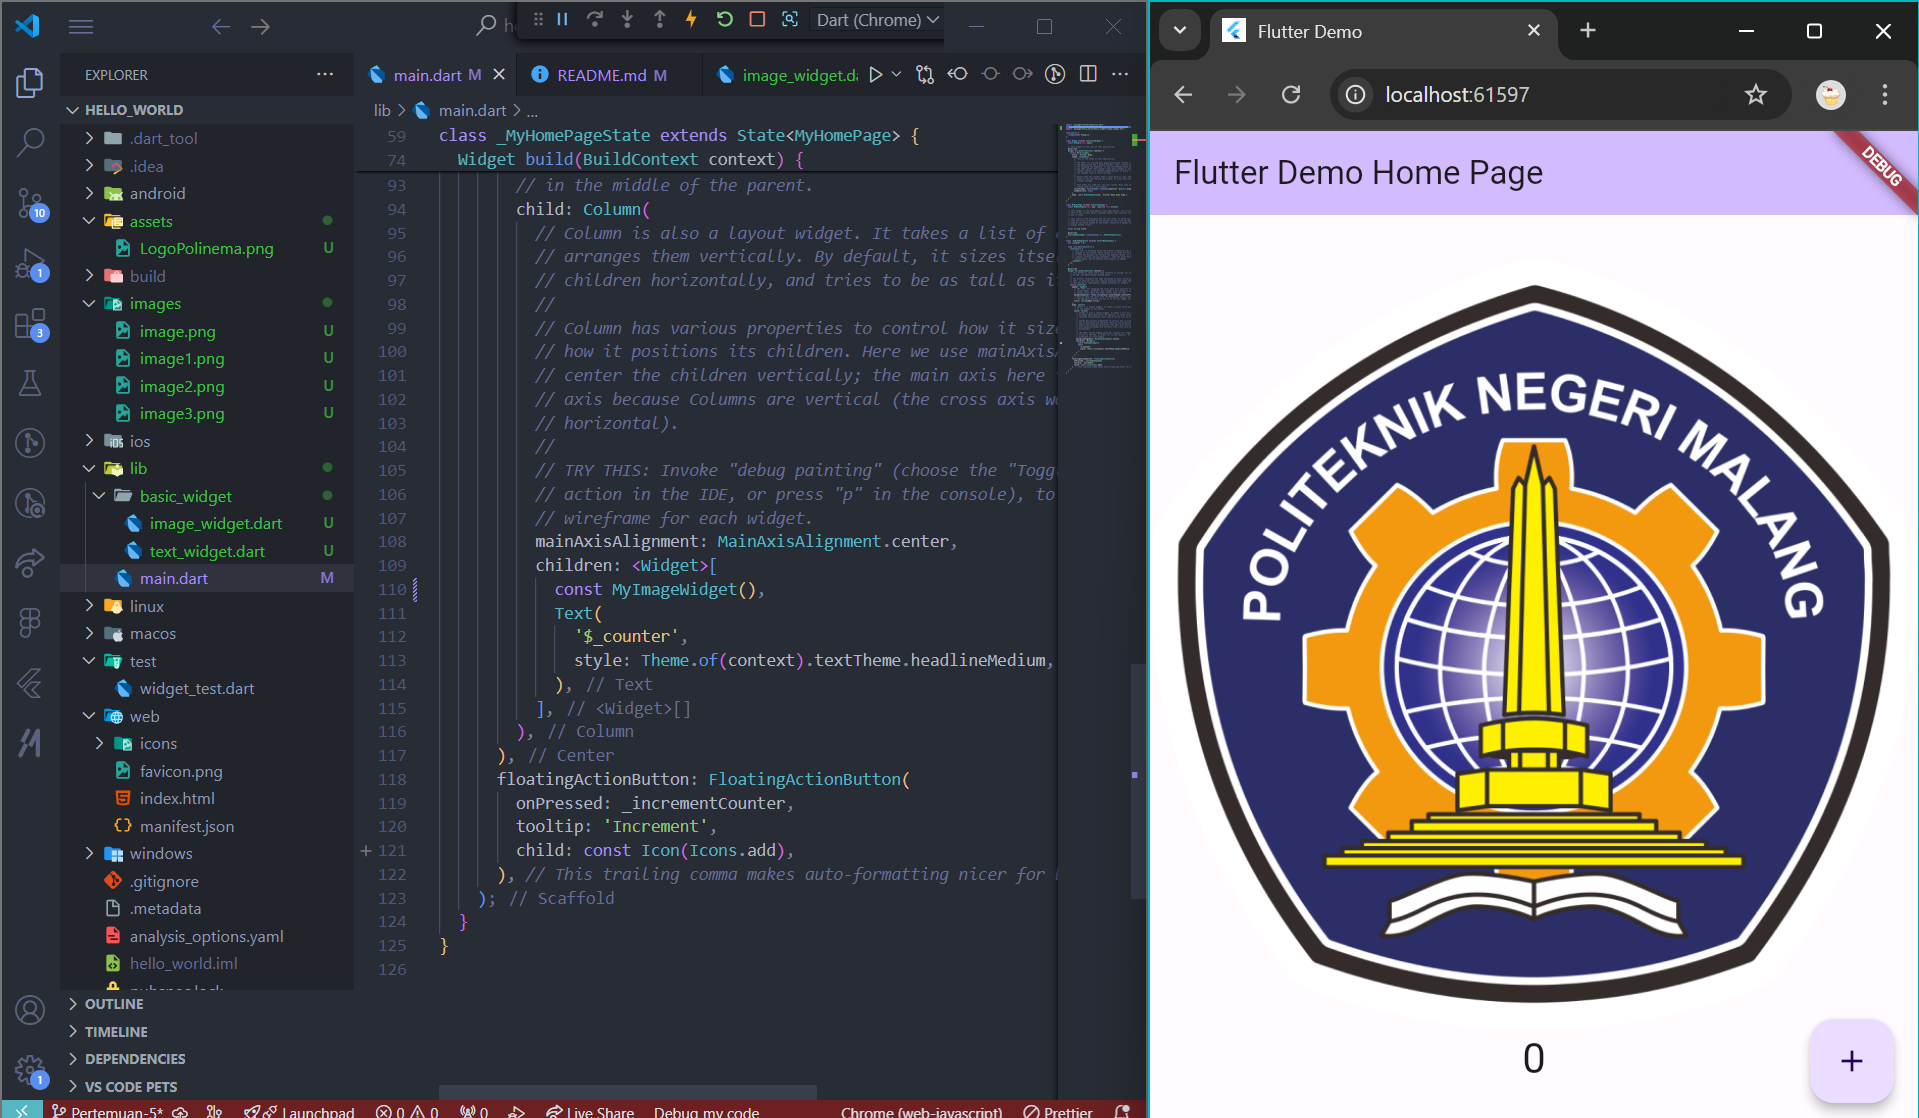 Dart (Chrome)
EXPLORER
HELLO_WORLD
.dart_tool
.idea
android
assets
LogoPolinema.png U
build
images
image.png U
image1.png U
image2.png U
image3.png U
ios
lib
basic_widget
image_widget.dart U
text_widget.dart U
main.dart M
linux
macos
test
widget_test.dart
web
icons
favicon.png
index.html
manifest.json
windows
.gitignore
.metadata
analysis_options.yaml
hello_world.iml
OUTLINE
TIMELINE
DEPENDENCIES
VS CODE PETS
10
1
3
1
main.dart M
README.md M
image_widget.da
lib > main.dart > ...
59 class _MyHomePageState extends State<MyHomePage> {
74 Widget build(BuildContext context) {
93 // in the middle of the parent.
94 child: Column(
95 // Column is also a layout widget. It takes a list of
96 // arranges them vertically. By default, it sizes itse
97 // children horizontally, and tries to be as tall as i
98 //
99 // Column has various properties to control how it siz
100 // how it positions its children. Here we use mainAxis
101 // center the children vertically; the main axis here
102 // axis because Columns are vertical (the cross axis w
103 // horizontal).
104 //
105 // TRY THIS: Invoke "debug painting" (choose the "Togg
106 // action in the IDE, or press "p" in the console), to
107 // wireframe for each widget.
108 mainAxisAlignment: MainAxisAlignment.center,
109 children: <Widget>[
110 const MyImageWidget(),
111 Text(
112 '$_counter',
113 style: Theme.of(context).textTheme.headlineMedium,
114 ), // Text
115 ], // <Widget>[]
116 ), // Column
117 ), // Center
118 floatingActionButton: FloatingActionButton(
119 onPressed: _incrementCounter,
120 tooltip: 'Increment',
121 child: const Icon(Icons.add),
122 ), // This trailing comma makes auto-formatting nicer for
123 ); // Scaffold
124 }
125 }
126
Pertemuan-5* Launchpad 0 0 0 Live Share Debug my code Chrome (web-javascript) Prettier
Flutter Demo
localhost:61597
Flutter Demo Home Page
DEBUG
POLITEKNIK NEGERI MALANG
0
+